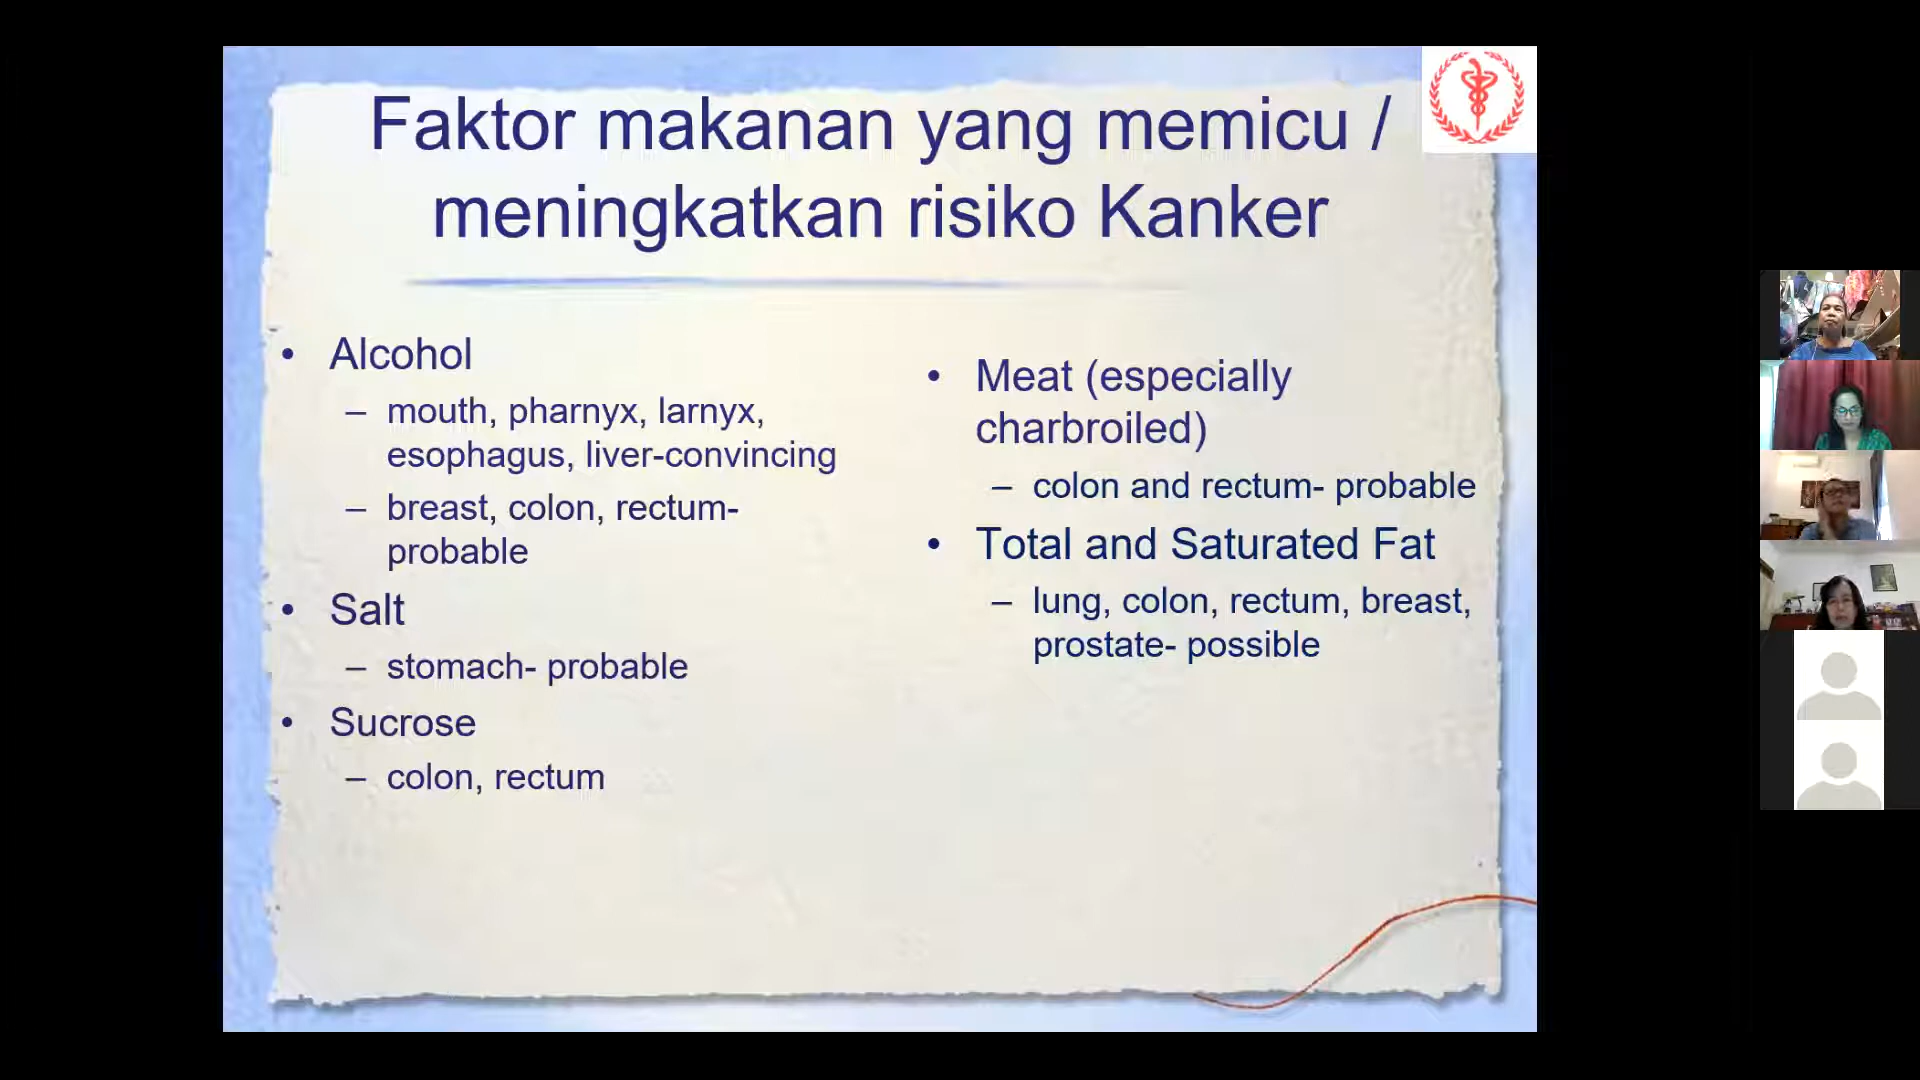 Faktor makanan yang memicu /
meningkatkan risiko Kanker
• Alcohol
– mouth, pharnyx, larnyx,
esophagus, liver-convincing
– breast, colon, rectum-
probable
• Salt
– stomach- probable
• Sucrose
– colon, rectum
• Meat (especially
charbroiled)
– colon and rectum- probable
• Total and Saturated Fat
– lung, colon, rectum, breast,
prostate- possible